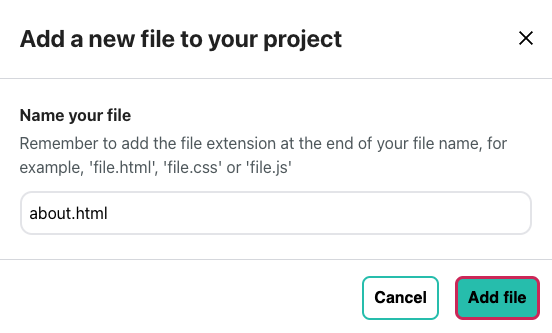 Add a new file to your project
Name your file
Remember to add the file extension at the end of your file name, for
example, 'file.html', 'file.css' or 'file.js'
about.html
Cancel
Add file